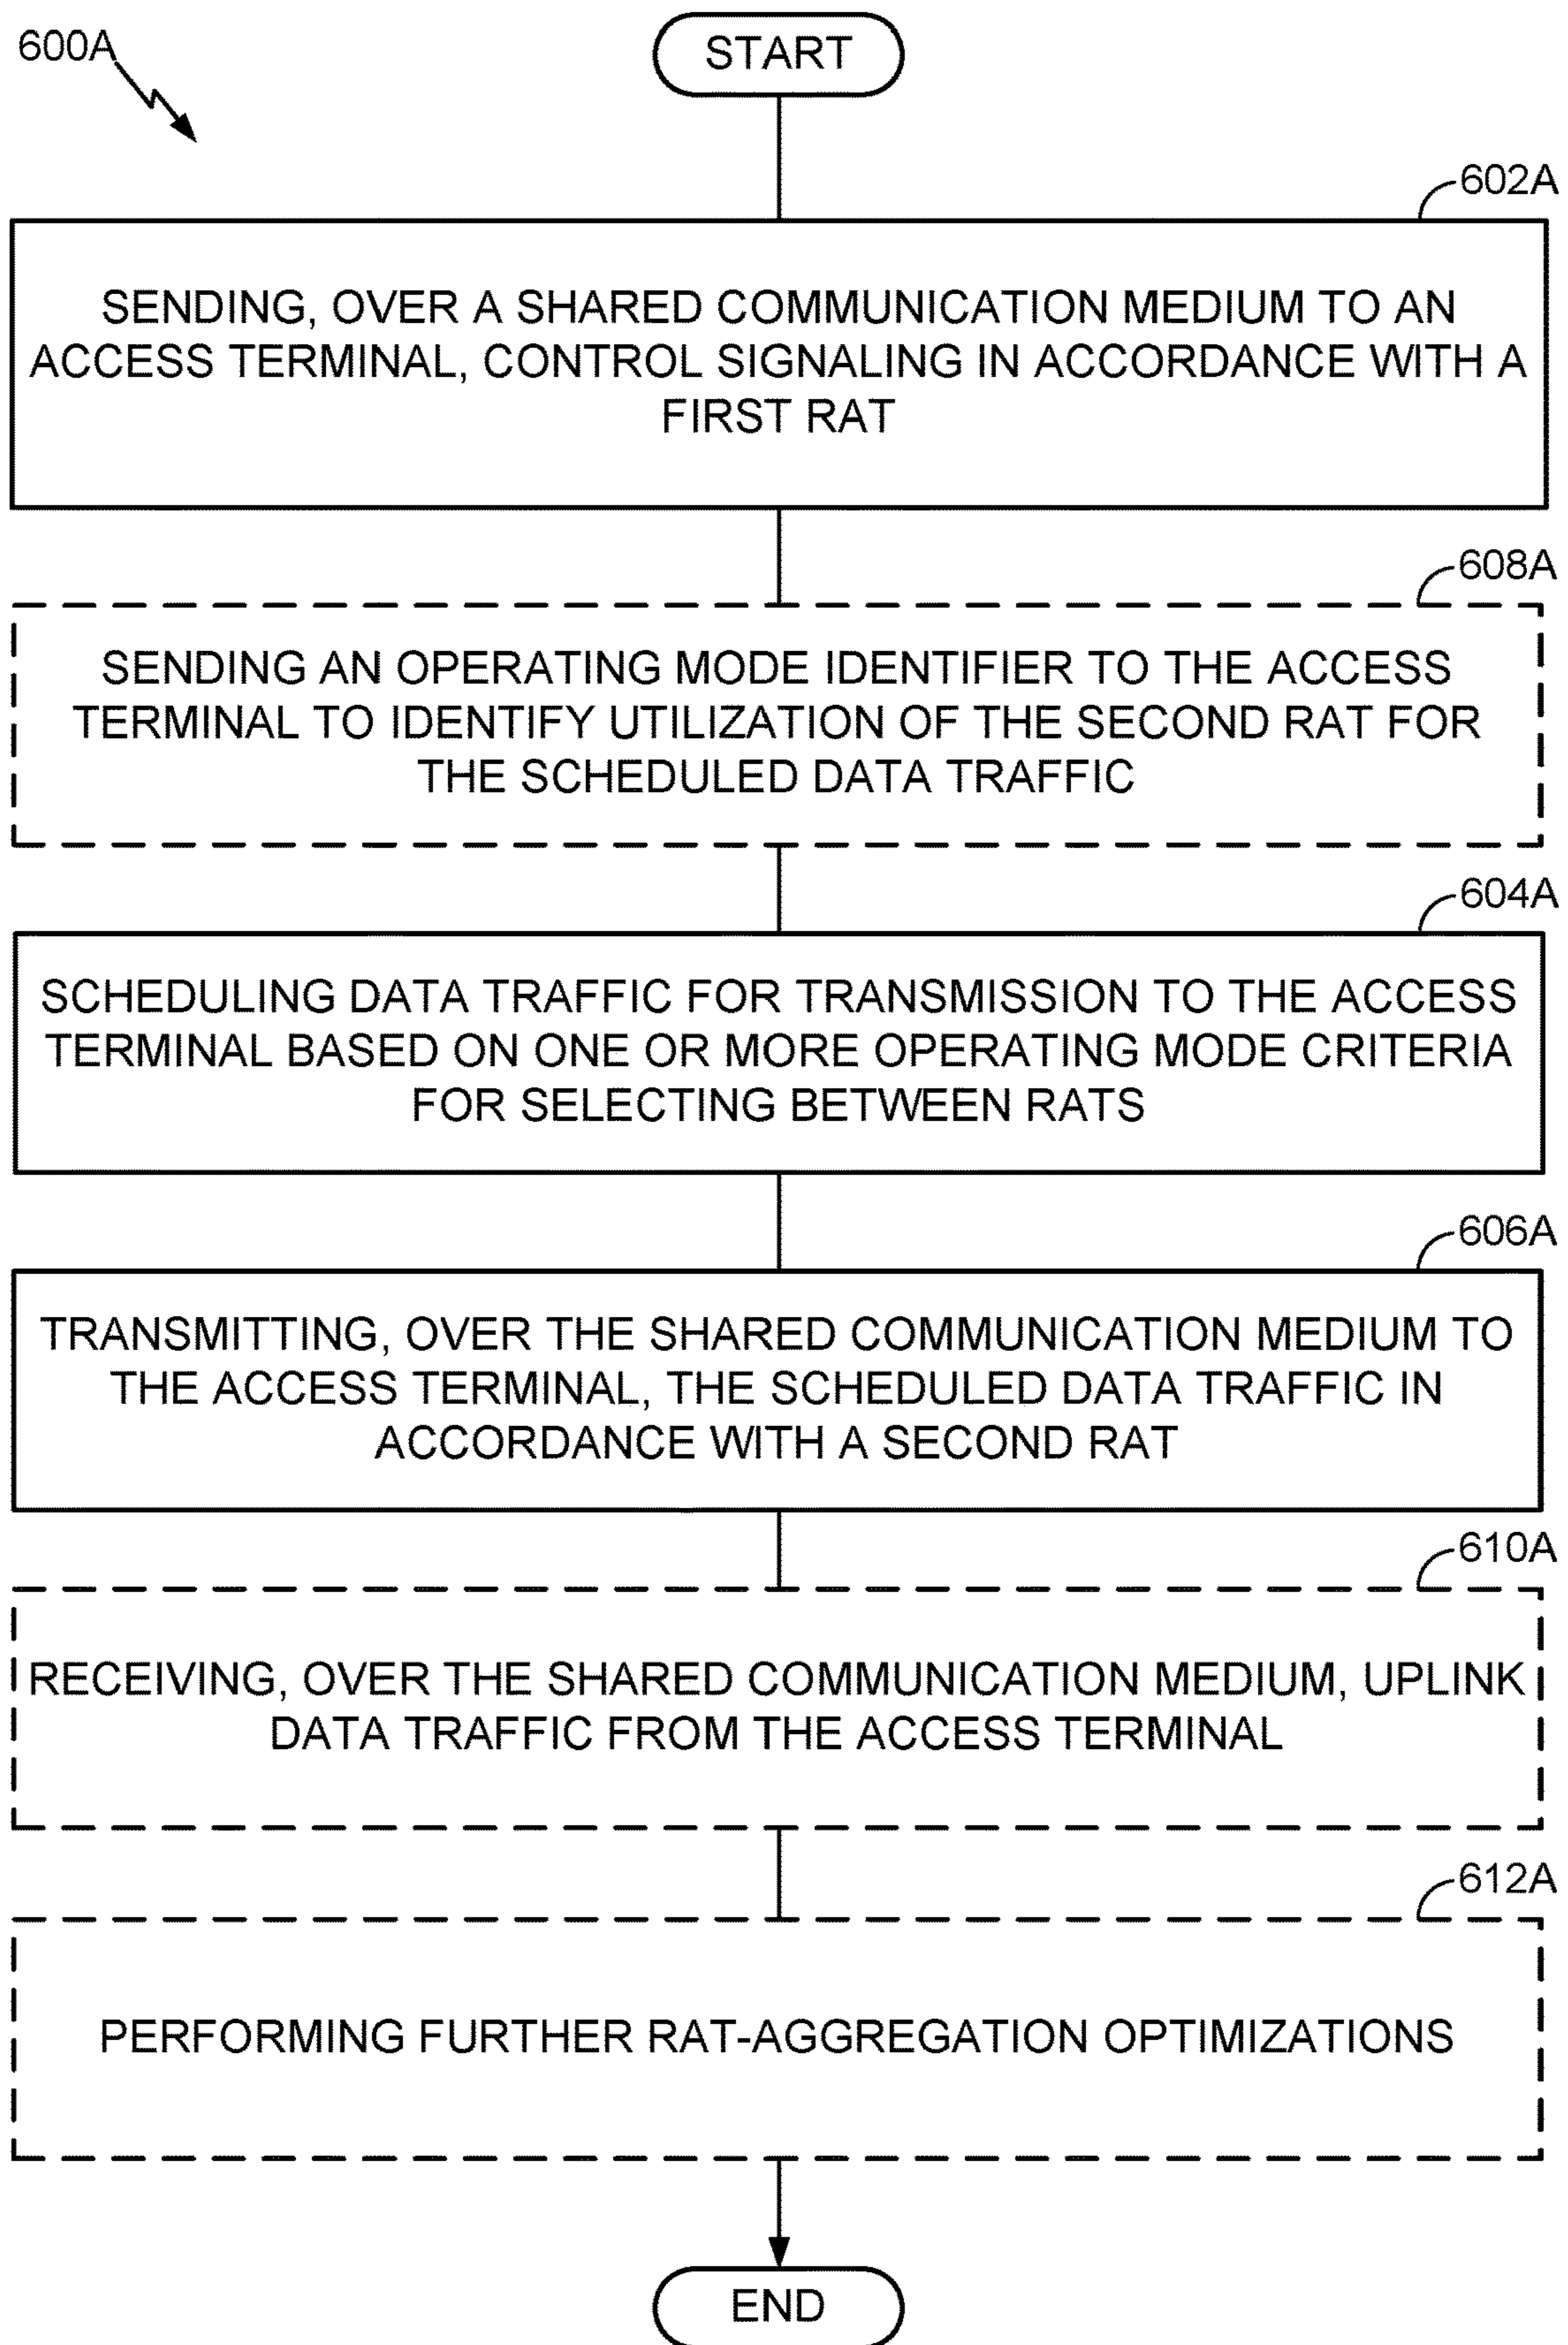 600A
START
602A
SENDING, OVER A SHARED COMMUNICATION MEDIUM TO AN
ACCESS TERMINAL, CONTROL SIGNALING IN ACCORDANCE WITH A
FIRST RAT
608A
SENDING AN OPERATING MODE IDENTIFIER TO THE ACCESS
TERMINAL TO IDENTIFY UTILIZATION OF THE SECOND RAT FOR
THE SCHEDULED DATA TRAFFIC
604A
SCHEDULING DATA TRAFFIC FOR TRANSMISSION TO THE ACCESS
TERMINAL BASED ON ONE OR MORE OPERATING MODE CRITERIA
FOR SELECTING BETWEEN RATS
606A
TRANSMITTING, OVER THE SHARED COMMUNICATION MEDIUM TO
THE ACCESS TERMINAL, THE SCHEDULED DATA TRAFFIC IN
ACCORDANCE WITH A SECOND RAT
610A
RECEIVING, OVER THE SHARED COMMUNICATION MEDIUM, UPLINK
DATA TRAFFIC FROM THE ACCESS TERMINAL
612A
PERFORMING FURTHER RAT-AGGREGATION OPTIMIZATIONS
END